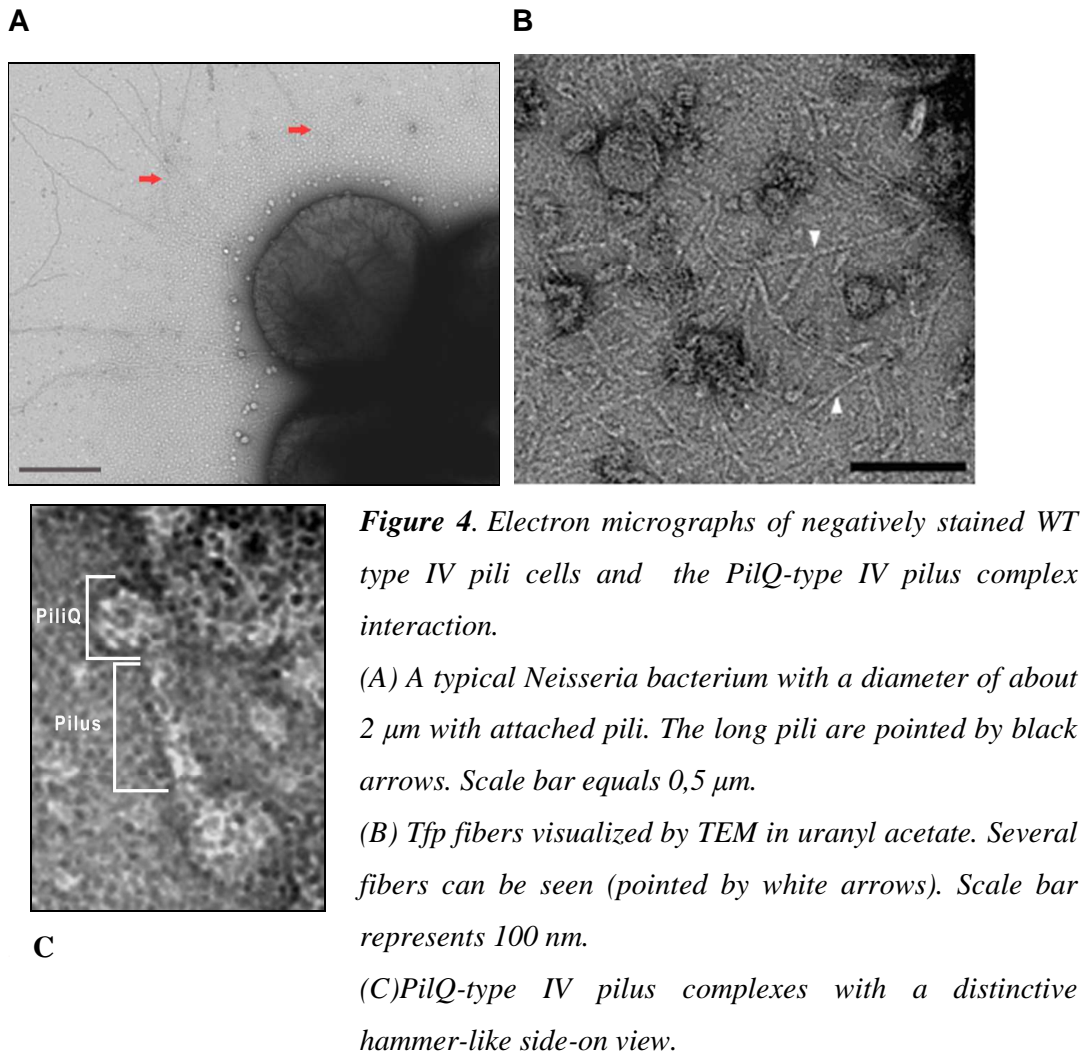 A
B
PiliQ
Pilus
C
Figure 4. Electron micrographs of negatively stained WT
type IV pili cells and the PilQ-type IV pilus complex
interaction.
(A) A typical Neisseria bacterium with a diameter of about
2 μm with attached pili. The long pili are pointed by black
arrows. Scale bar equals 0,5 μm.
(B) Tfp fibers visualized by TEM in uranyl acetate. Several
fibers can be seen (pointed by white arrows). Scale bar
represents 100 nm.
(C)PilQ-type IV pilus complexes with a distinctive
hammer-like side-on view.